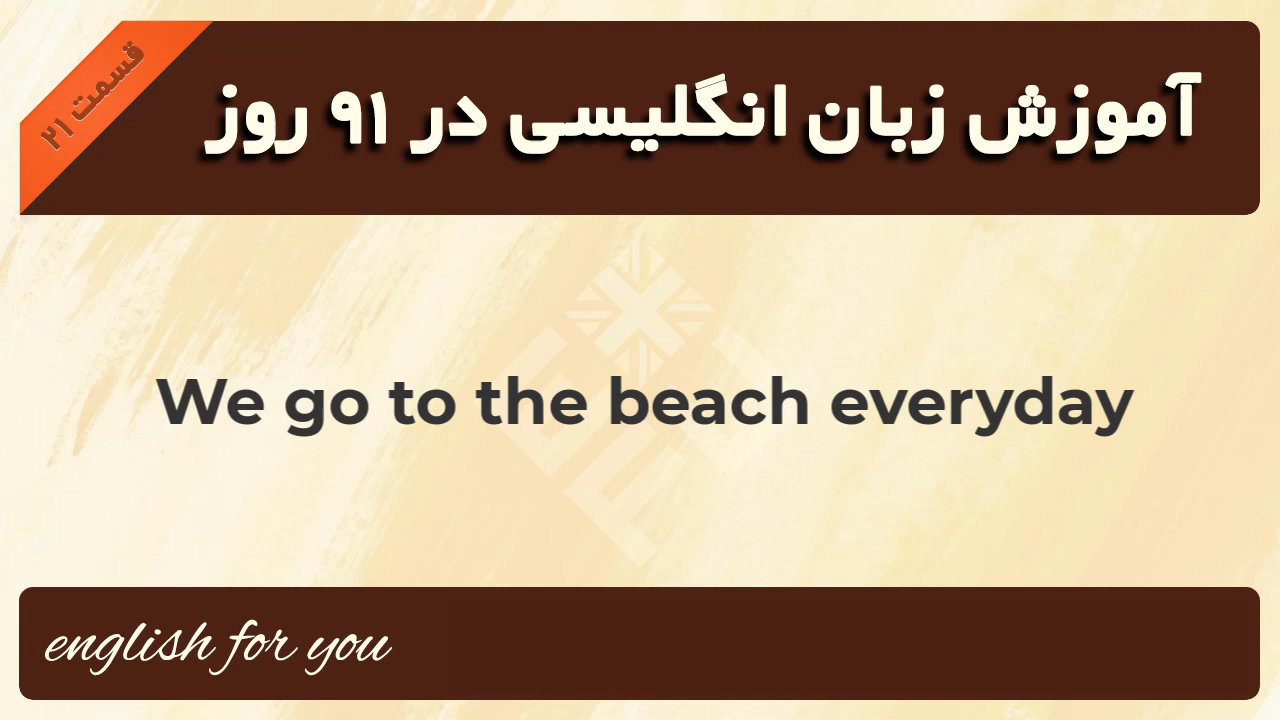 قسمت ۲۱
آموزش زبان انگلیسی در ۹۱ روز
We go to the beach everyday
english for you